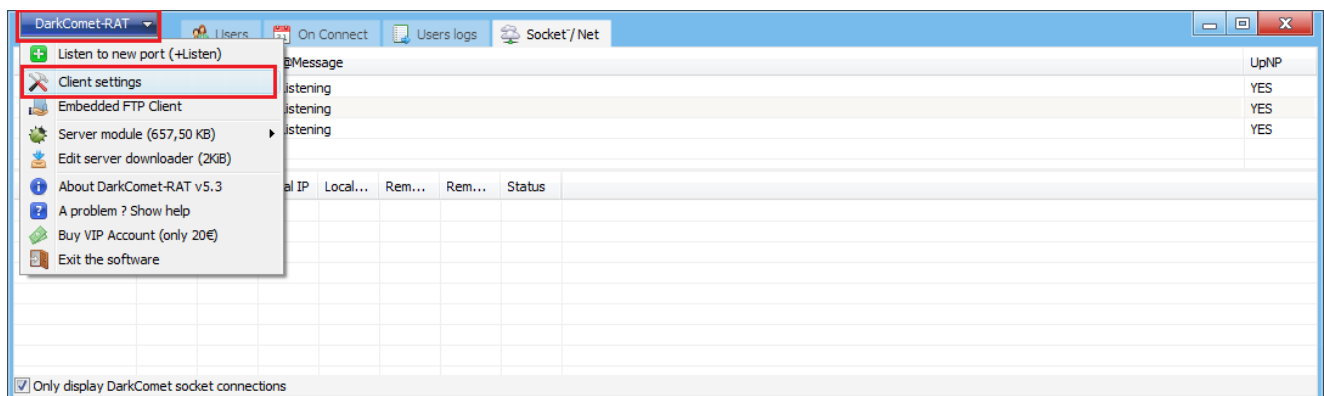 DarkComet-RAT
Users
On Connect
Users logs
Socket / Net
Listen to new port (+Listen)
@Message
UpNP
Client settings
istening
YES
Embedded FTP Client
istening
YES
Server module (657,50 KB)
istening
YES
Edit server downloader (2KiB)
About DarkComet-RAT v5.3
al IP
Local...
Rem...
Rem...
Status
A problem ? Show help
Buy VIP Account (only 20€)
Exit the software
Only display DarkComet socket connections